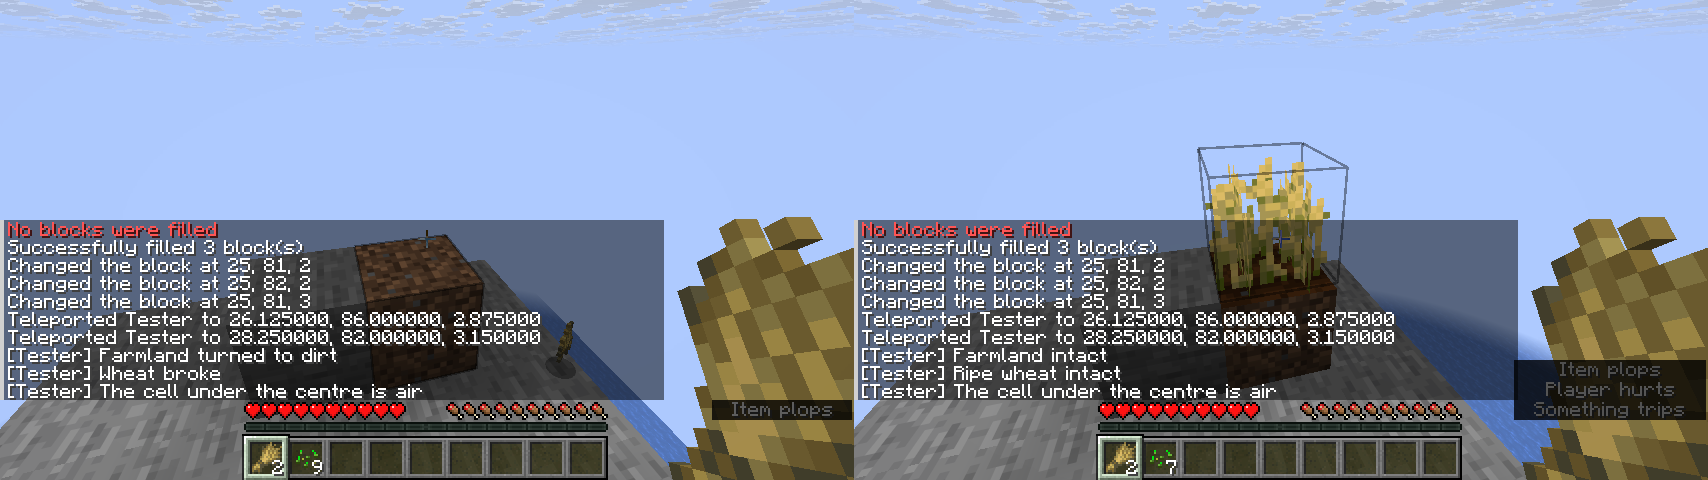 No blocks were filled
Successfully filled 3 block(s)
Changed the block at 25, 81, 2
Changed the block at 25, 82, 2
Changed the block at 25, 81, 3
Teleported Tester to 26.125000, 86.000000, 2.875000
Teleported Tester to 28.250000, 82.000000, 3.150000
[Tester] Farmland turned to dirt
[Tester] Wheat broke
[Tester] The cell under the centre is air
Item plops
2
9
No blocks were filled
Successfully filled 3 block(s)
Changed the block at 25, 81, 2
Changed the block at 25, 82, 2
Changed the block at 25, 81, 3
Teleported Tester to 26.125000, 86.000000, 2.875000
Teleported Tester to 28.250000, 82.000000, 3.150000
[Tester] Farmland intact
[Tester] Ripe wheat intact
[Tester] The cell under the centre is air
Item plops
Player hurts
Something trips
2
7